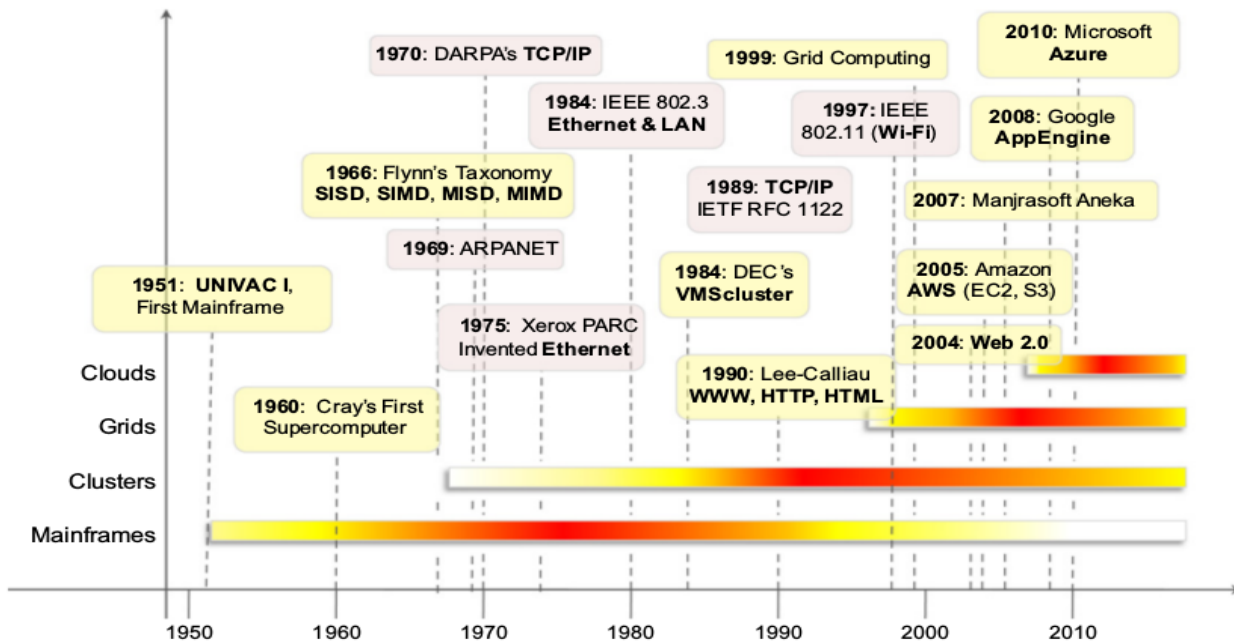 1970: DARPA's TCP/IP
1984: IEEE 802.3
Ethernet & LAN
1999: Grid Computing
2010: Microsoft
Azure
1997: IEEE
802.11 (Wi-Fi)
2008: Google
AppEngine
1966: Flynn's Taxonomy
SISD, SIMD, MISD, MIMD
1989: TCP/IP
IETF RFC 1122
2007: Manjrasoft Aneka
1969: ARPANET
1951: UNIVAC I,
First Mainframe
1984: DEC's
VMScluster
2005: Amazon
AWS (EC2, S3)
1975: Xerox PARC
Invented Ethernet
2004: Web 2.0
1990: Lee-Calliau
WWW, HTTP, HTML
1960: Cray's First
Supercomputer
Clouds
Grids
Clusters
Mainframes
1950 1960 1970 1980 1990 2000 2010